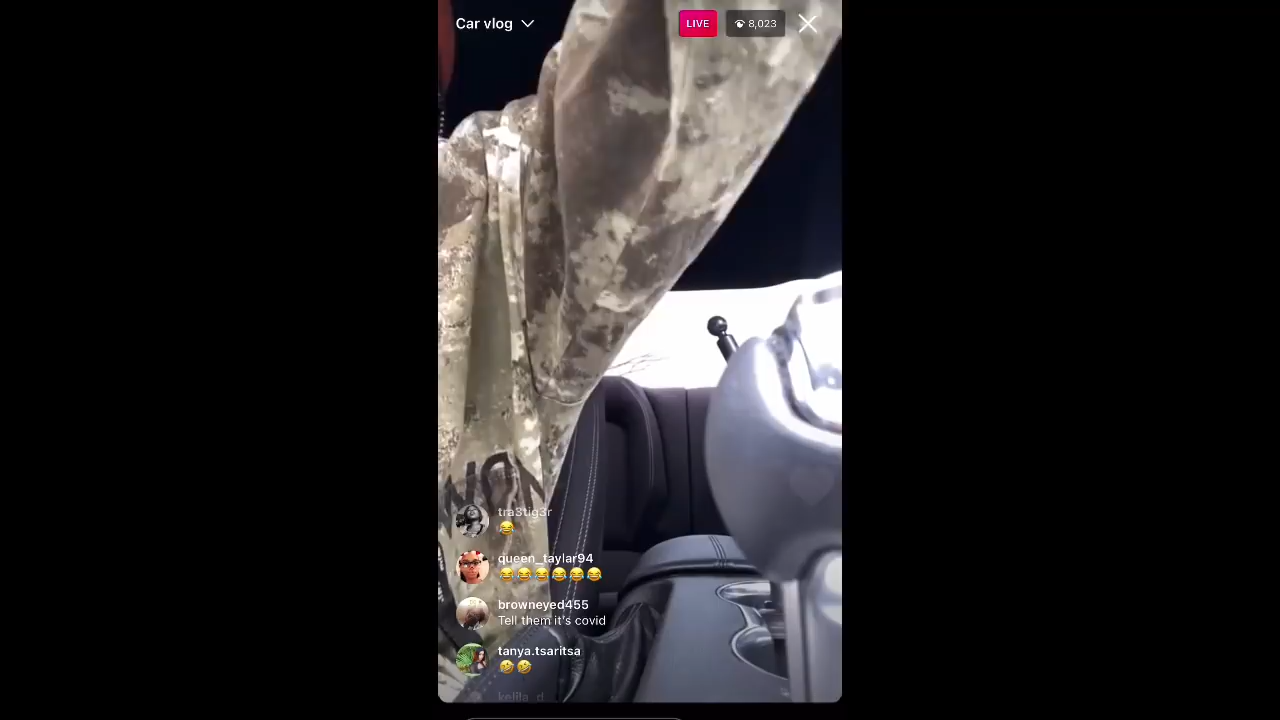 Car vlog
LIVE
8,023
tra3tig3r
😂
queen_taylar94
😂😂😂😂😂😂
browneyed455
Tell them it's covid
tanya.tsaritsa
🤣🤣